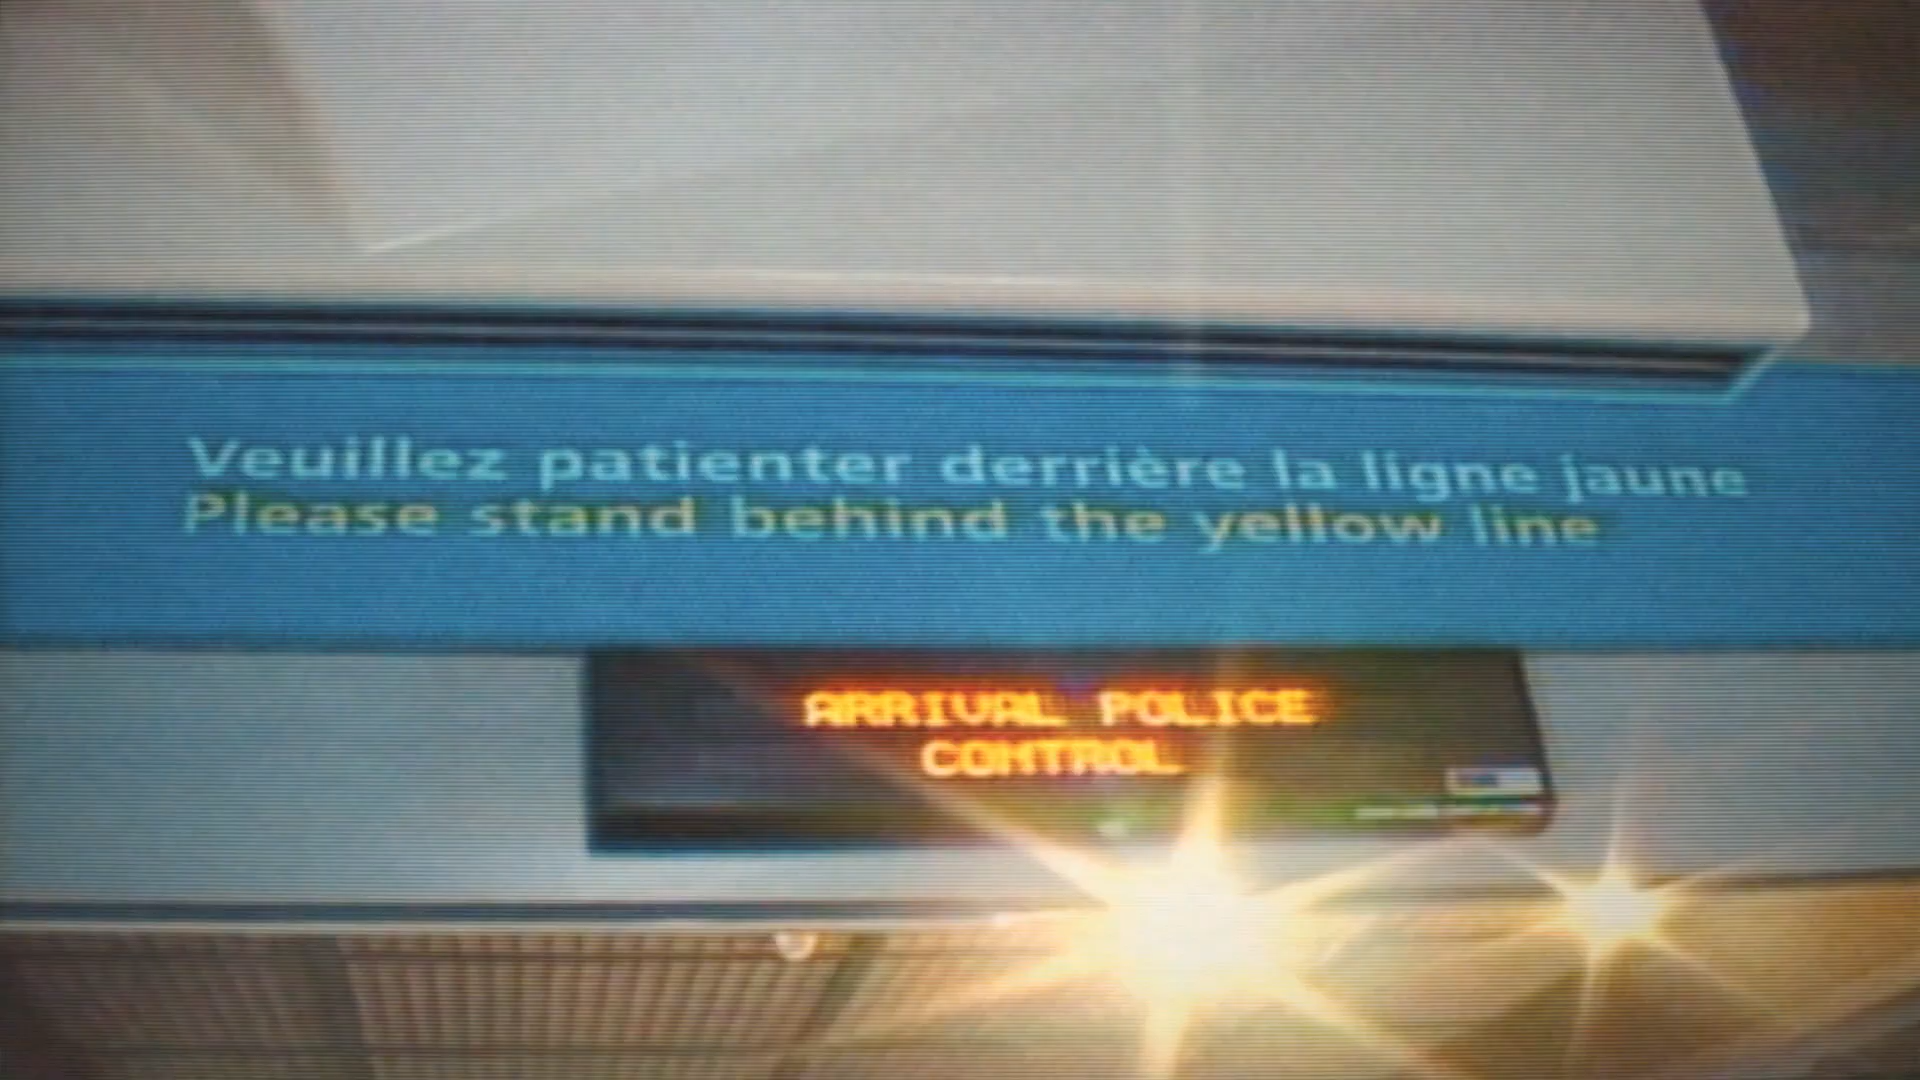 Veuillez patienter derrière la ligne jaune
Please stand behind the yellow line
ARRIVAL POLICE
CONTROL